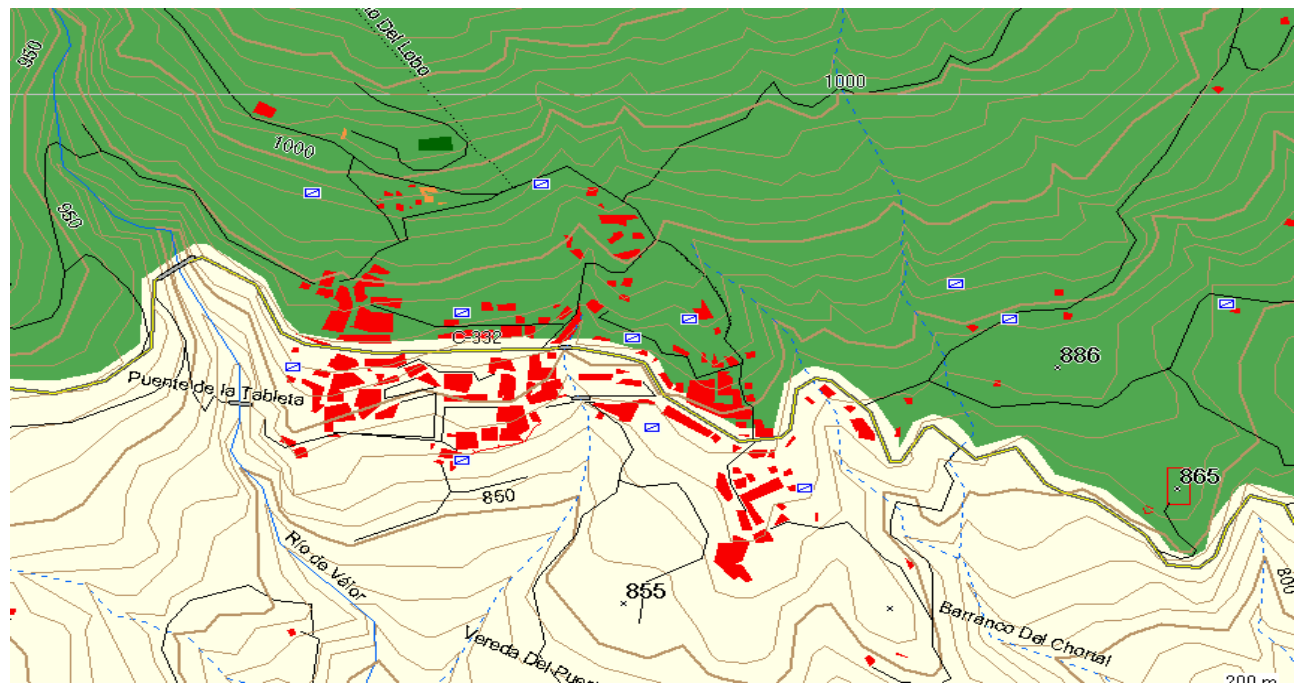 950
Del Lobo
1000
1000
950
C-332
886
Puente de la Tableta
865
850
Río de Válor
855
800
Barranco Del Chortal
Vereda Del
200 m